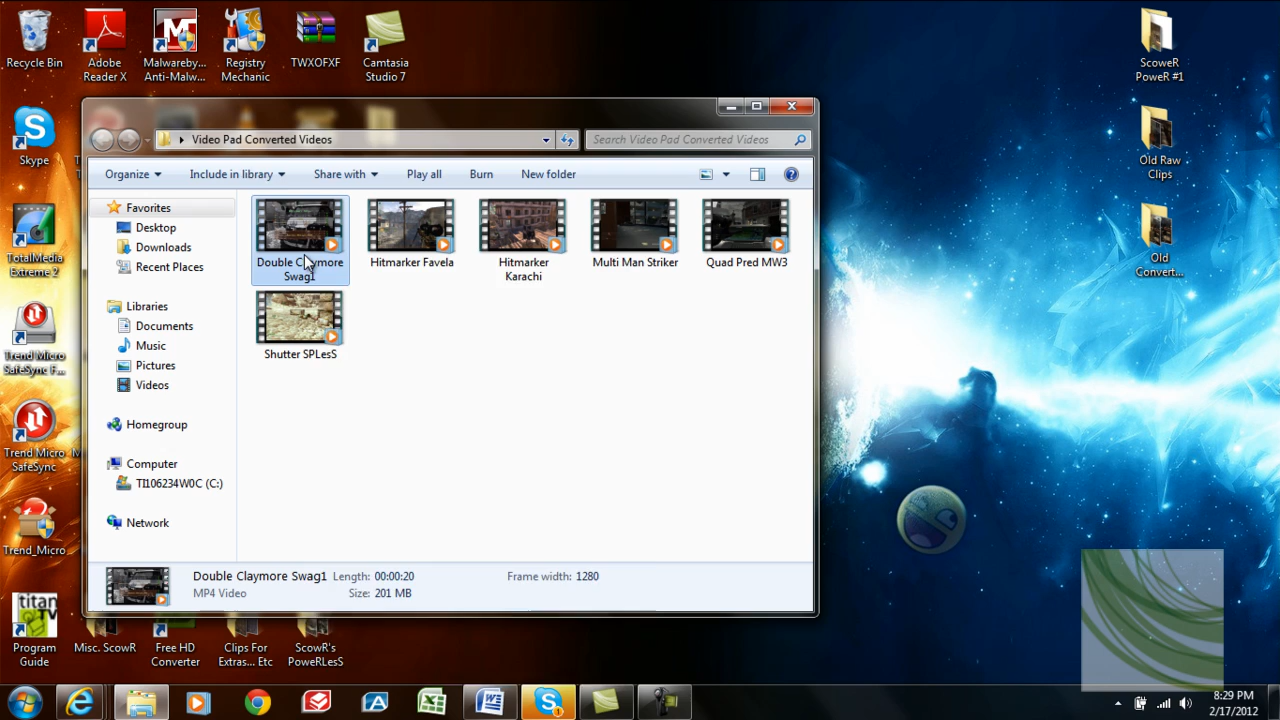 Recycle Bin
Adobe
Reader X
Malwareby...
Anti-Malw...
Registry
Mechanic
TWXOFXF
Camtasia
Studio 7
ScoweR
PoweR #1
Video Pad Converted Videos
Search Video Pad Converted Videos
Skype
Old Raw
Clips
Organize
Include in library
Share with
Play all
Burn
New folder
Favorites
Desktop
Downloads
Recent Places
Libraries
Documents
Music
Pictures
Videos
Homegroup
Computer
TI106234W0C (C:)
Network
Double Claymore
Swag1
Hitmarker Favela
Hitmarker
Karachi
Multi Man Striker
Quad Pred MW3
Shutter SPLesS
TotalMedia
Extreme 2
Old
Convert...
Trend Micro
SafeSync F...
Trend Micro
SafeSync
Trend_Micro...
Double Claymore Swag1 Length: 00:00:20 Frame width: 1280
MP4 Video Size: 201 MB
titan
TV
Program
Guide
Misc. ScowR
Free HD
Converter
Clips For
Extras... Etc
ScowR's
PoweRLesS
8:29 PM
2/17/2012